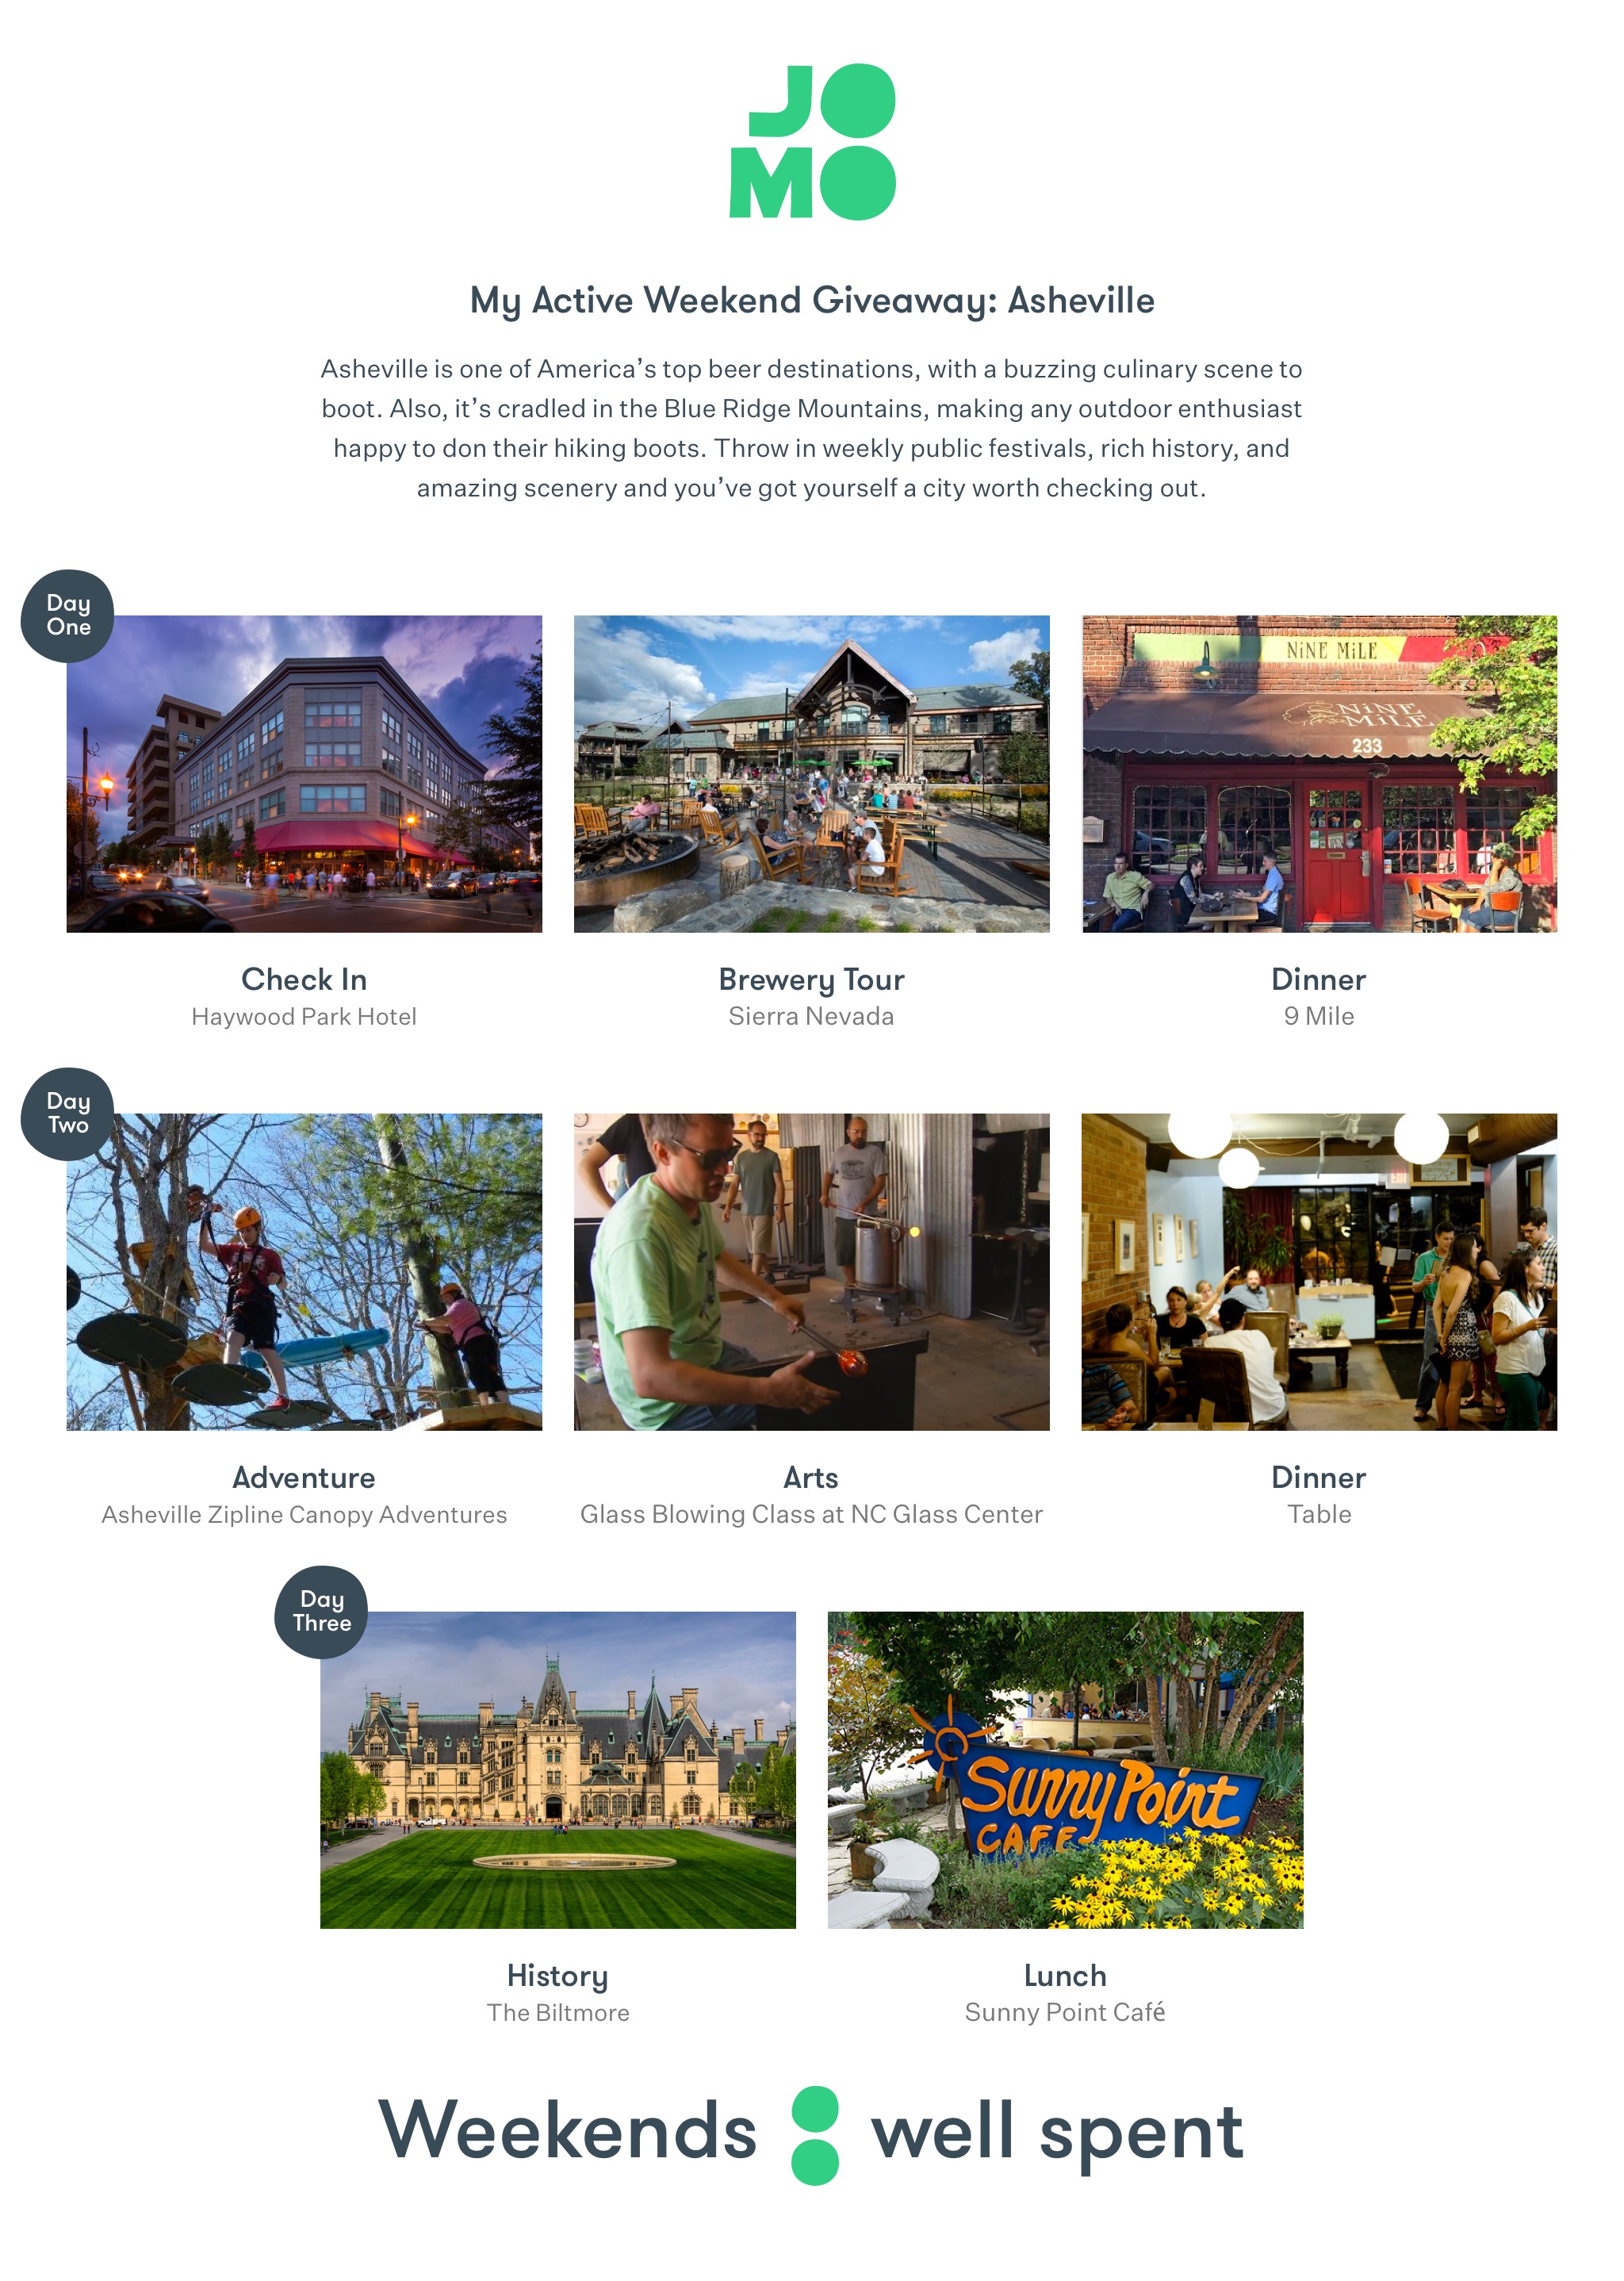 JO
MO
My Active Weekend Giveaway: Asheville
Asheville is one of America’s top beer destinations, with a buzzing culinary scene to
boot. Also, it’s cradled in the Blue Ridge Mountains, making any outdoor enthusiast
happy to don their hiking boots. Throw in weekly public festivals, rich history, and
amazing scenery and you’ve got yourself a city worth checking out.
Day
One
NiNE MiLE
NiNE
MiLE
233
Check In
Haywood Park Hotel
Brewery Tour
Sierra Nevada
Dinner
9 Mile
Day
Two
Adventure
Asheville Zipline Canopy Adventures
Arts
Glass Blowing Class at NC Glass Center
Dinner
Table
Day
Three
Sunny Point
CAFE
History
The Biltmore
Lunch
Sunny Point Café
Weekends well spent